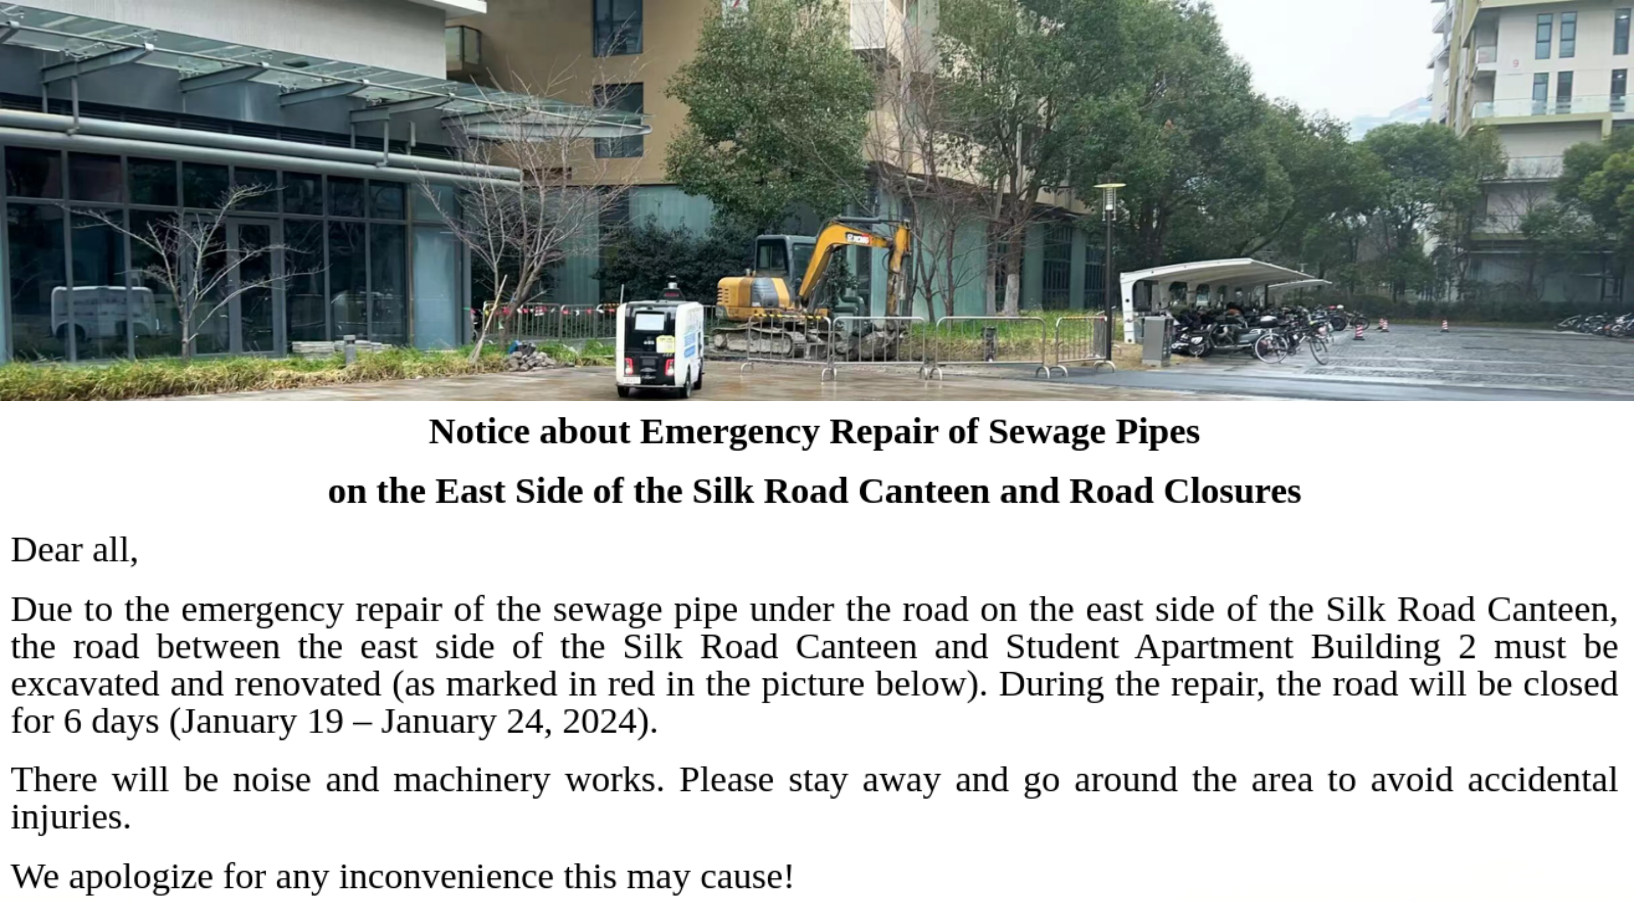 Notice about Emergency Repair of Sewage Pipes
on the East Side of the Silk Road Canteen and Road Closures
Dear all,
Due to the emergency repair of the sewage pipe under the road on the east side of the Silk Road Canteen,
the road between the east side of the Silk Road Canteen and Student Apartment Building 2 must be
excavated and renovated (as marked in red in the picture below). During the repair, the road will be closed
for 6 days (January 19 – January 24, 2024).
There will be noise and machinery works. Please stay away and go around the area to avoid accidental
injuries.
We apologize for any inconvenience this may cause!